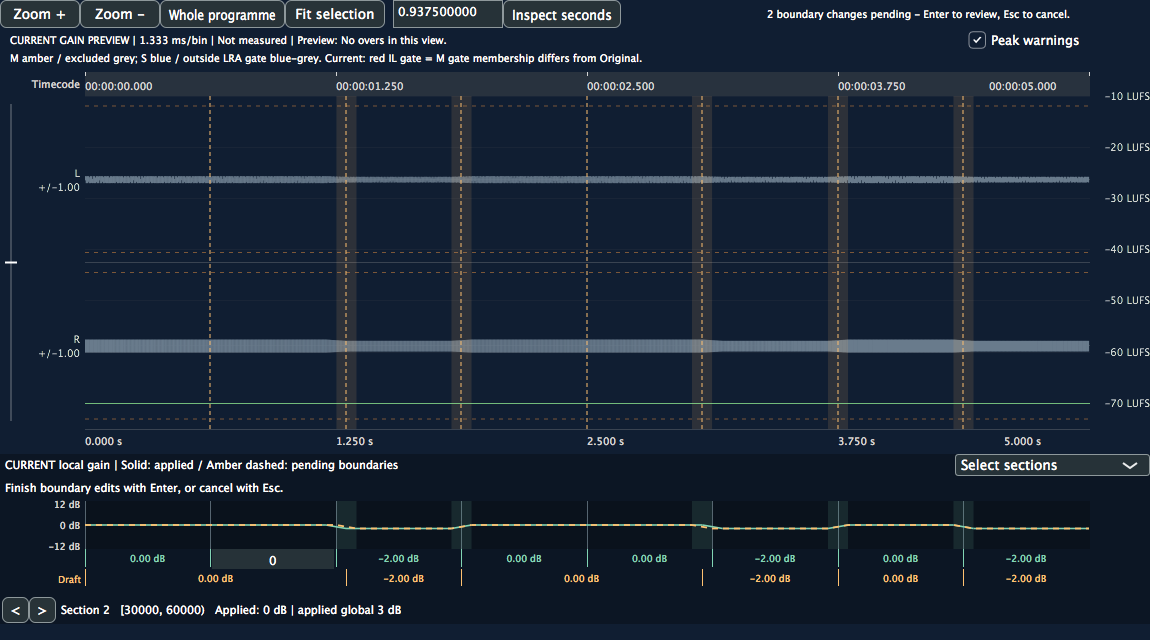 Zoom + Zoom – Whole programme Fit selection 0.937500000 Inspect seconds 2 boundary changes pending – Enter to review, Esc to cancel.
CURRENT GAIN PREVIEW | 1.333 ms/bin | Not measured | Preview: No overs in this view. Peak warnings
M amber / excluded grey; S blue / outside LRA gate blue-grey. Current: red IL gate = M gate membership differs from Original.
Timecode 00:00:00.000 00:00:01.250 00:00:02.500 00:00:03.750 00:00:05.000
−10 LUFS
−20 LUFS
L
+/−1.00
−30 LUFS
−40 LUFS
−50 LUFS
R
+/−1.00
−60 LUFS
−70 LUFS
0.000 s 1.250 s 2.500 s 3.750 s 5.000 s
CURRENT local gain | Solid: applied / Amber dashed: pending boundaries Select sections
Finish boundary edits with Enter, or cancel with Esc.
12 dB
0 dB
−12 dB
0.00 dB 0 −2.00 dB 0.00 dB 0.00 dB −2.00 dB 0.00 dB −2.00 dB
Draft 0.00 dB −2.00 dB 0.00 dB −2.00 dB 0.00 dB −2.00 dB
< > Section 2 [30000, 60000) Applied: 0 dB | applied global 3 dB